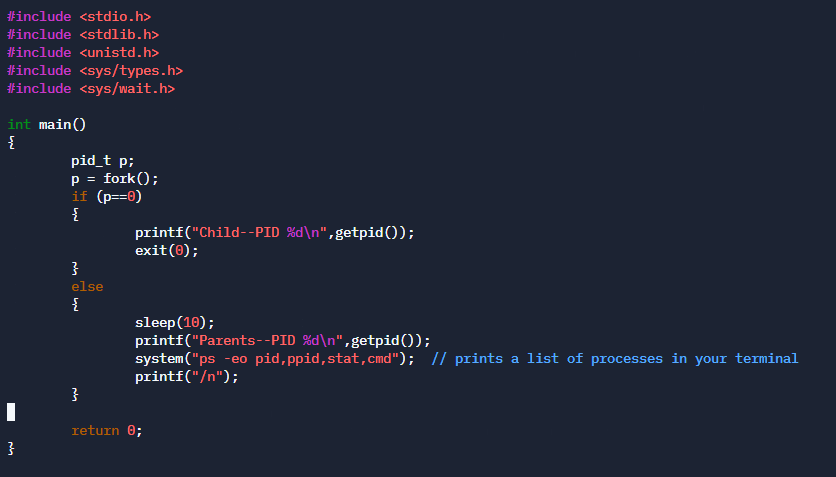 #include <stdio.h>
#include <stdlib.h>
#include <unistd.h>
#include <sys/types.h>
#include <sys/wait.h>

int main()
{
        pid_t p;
        p = fork();
        if (p==0)
        {
                printf("Child--PID %d\n",getpid());
                exit(0);
        }
        else
        {
                sleep(10);
                printf("Parents--PID %d\n",getpid());
                system("ps -eo pid,ppid,stat,cmd");  // prints a list of processes in your terminal
                printf("/n");
        }

        return 0;
}